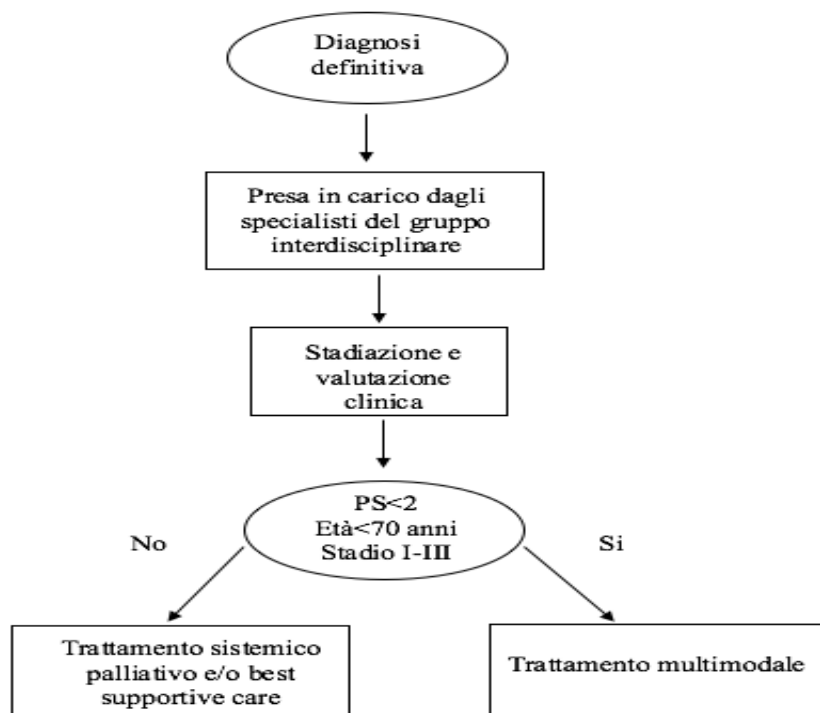 Diagnosi
definitiva
Presa in carico dagli
specialisti del gruppo
interdisciplinare
Stadiazione e
valutazione
clinica
PS<2
Età<70 anni
Stadio I-III
No
Si
Trattamento sistemico
palliativo e/o best
supportive care
Trattamento multimodale